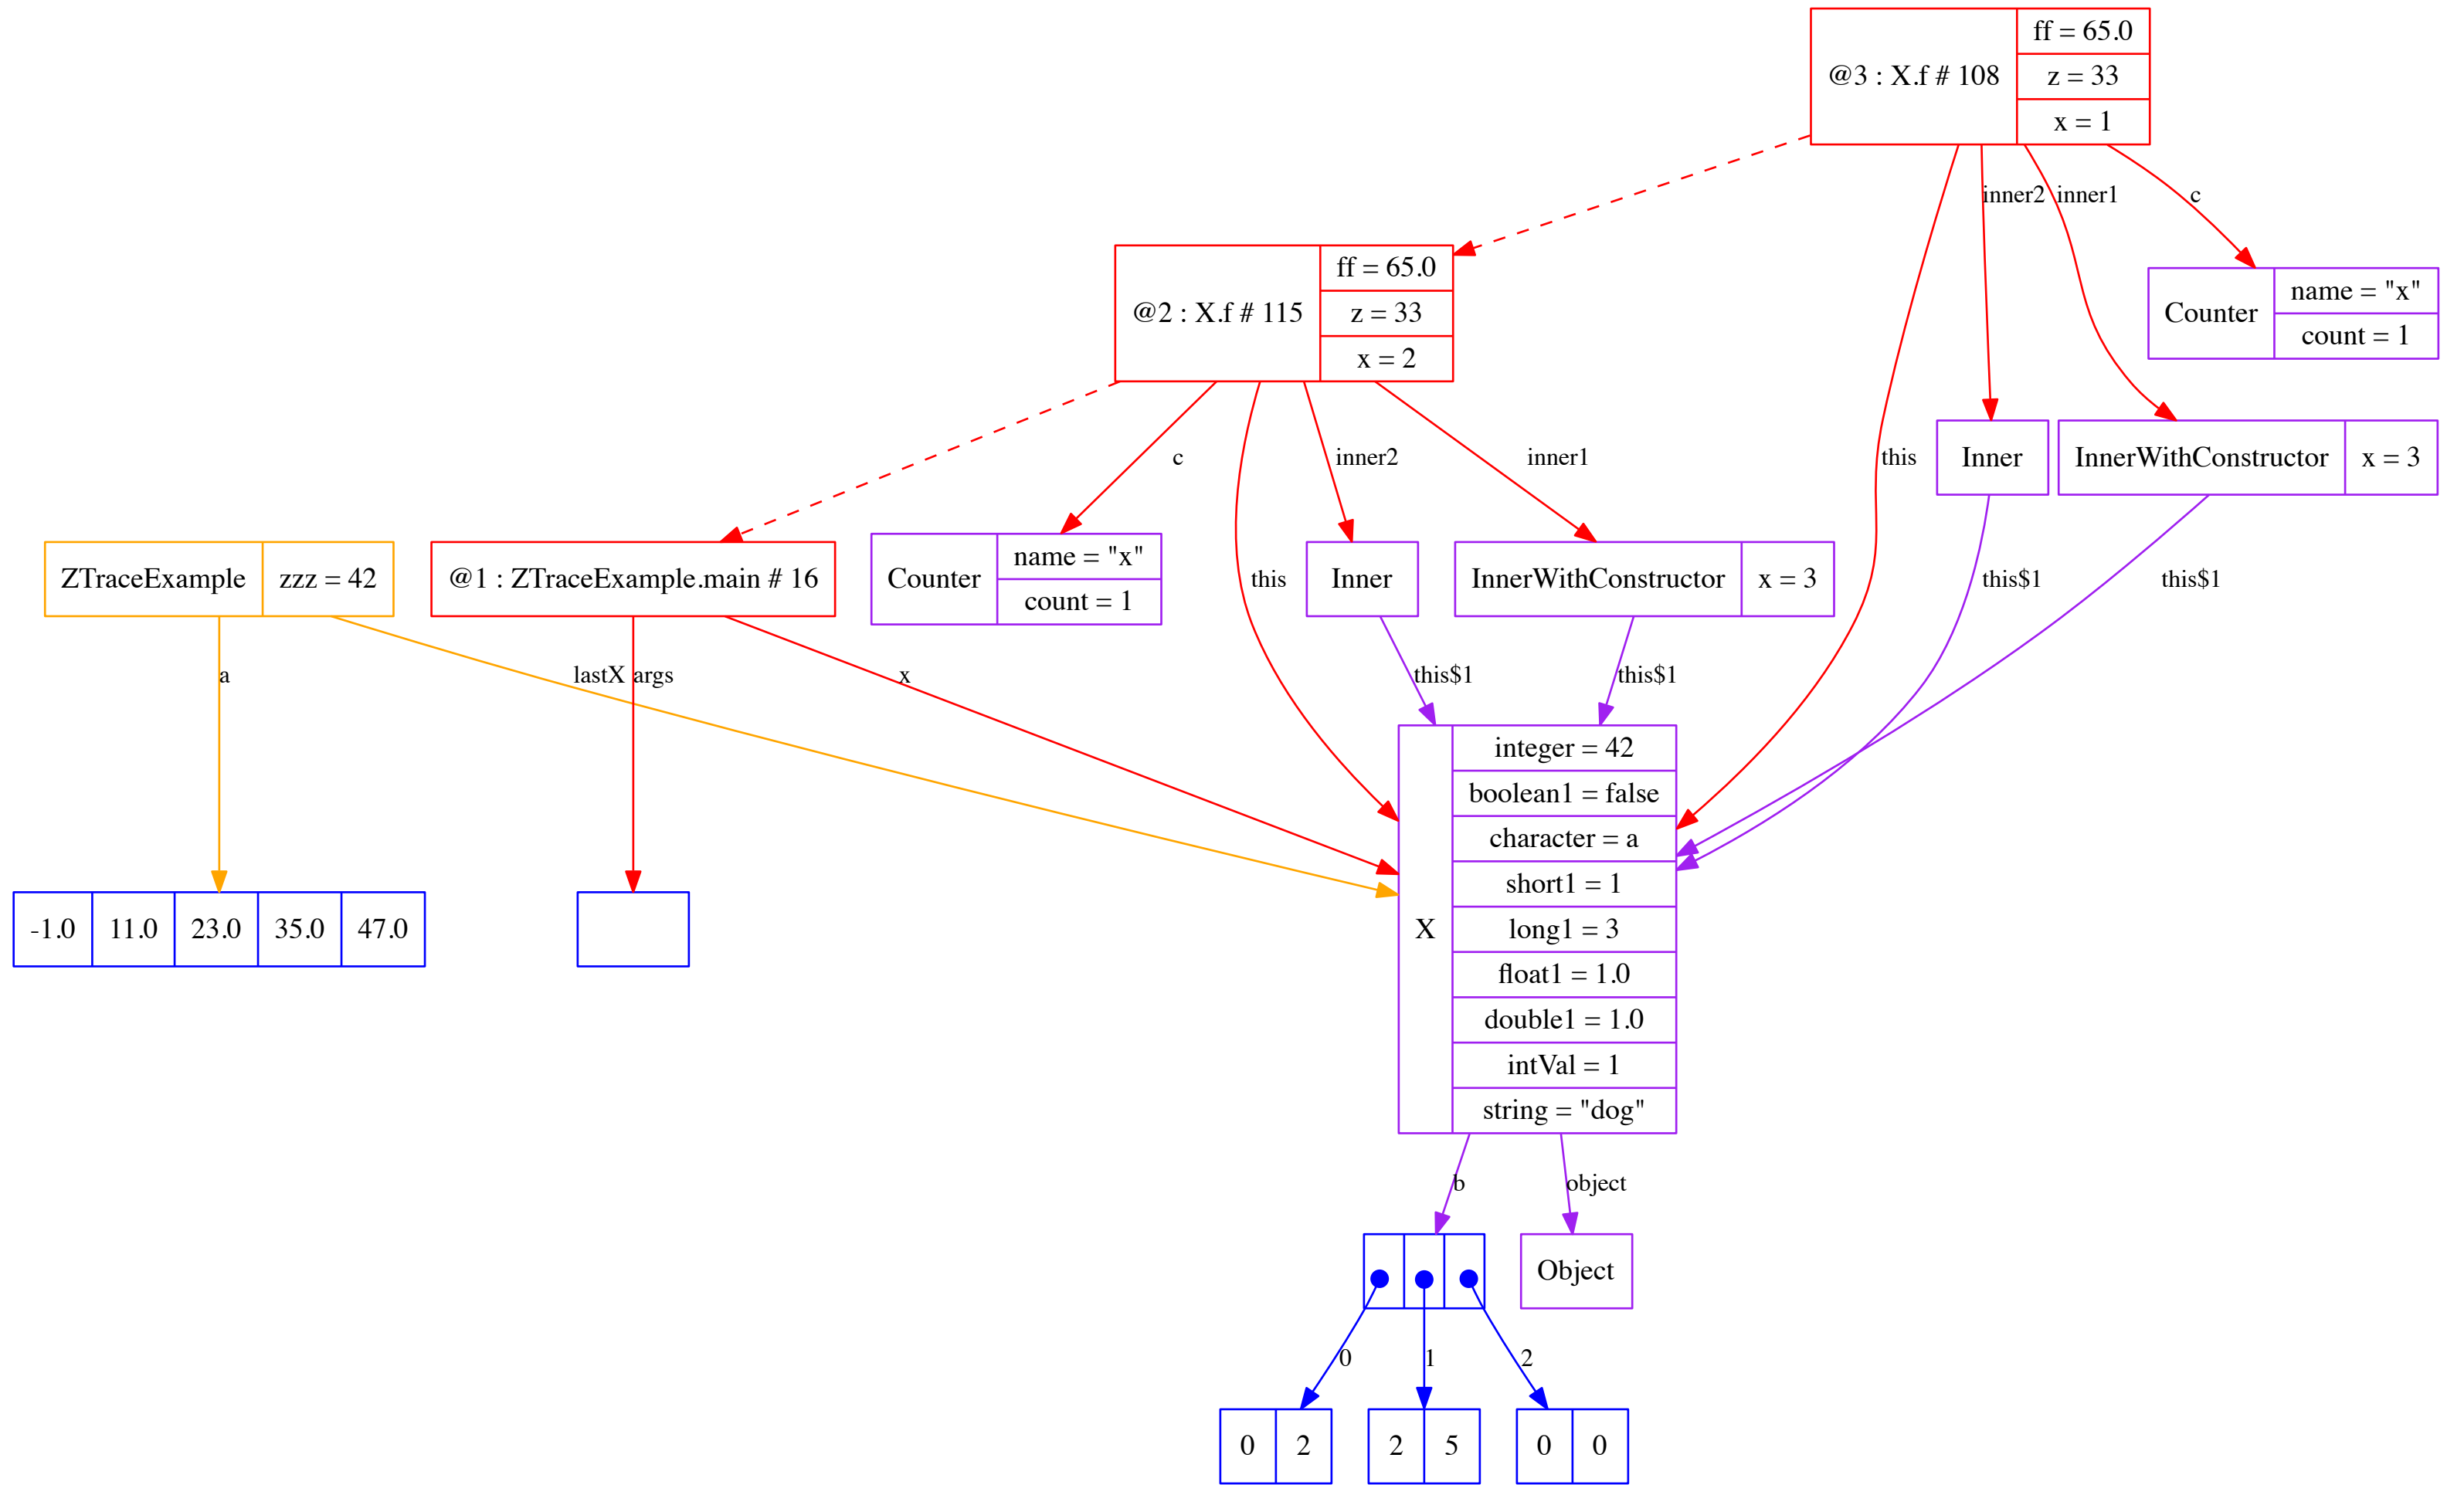 @3 : X.f # 108
ff = 65.0
z = 33
x = 1
inner2
inner1
c
@2 : X.f # 115
ff = 65.0
z = 33
x = 2
Counter
name = "x"
count = 1
c
inner2
inner1
this
Inner
InnerWithConstructor
x = 3
ZTraceExample
zzz = 42
@1 : ZTraceExample.main # 16
Counter
name = "x"
count = 1
this
Inner
InnerWithConstructor
x = 3
this$1
this$1
a
lastX
args
x
this$1
this$1
X
integer = 42
boolean1 = false
character = a
short1 = 1
long1 = 3
float1 = 1.0
double1 = 1.0
intVal = 1
string = "dog"
-1.0
11.0
23.0
35.0
47.0
b
object
Object
0
1
2
0
2
2
5
0
0